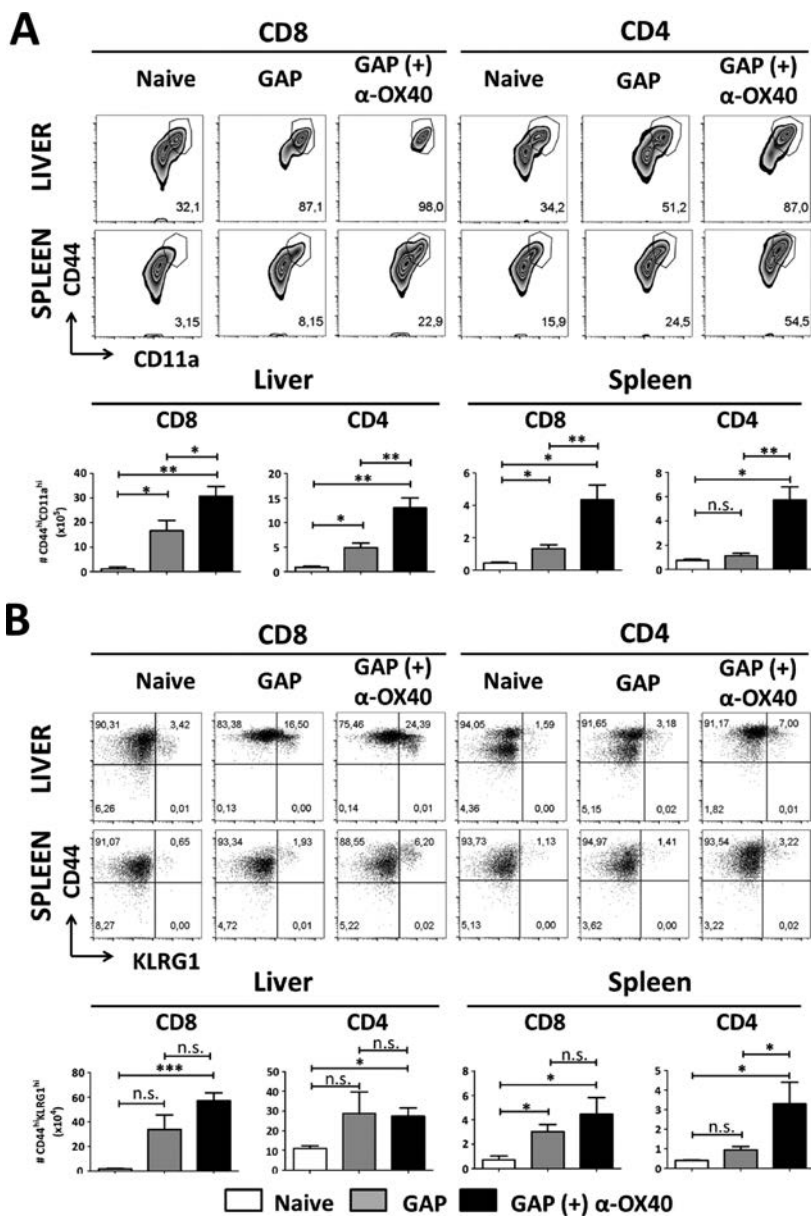 A
CD8 CD4
Naive GAP GAP (+) α-OX40 Naive GAP GAP (+) α-OX40
LIVER
32,1 87,1 98,0 34,2 51,2 87,0
SPLEEN
CD44
3,15 8,15 22,9 15,9 24,5 54,5
CD11a
Liver Spleen
CD8 CD4 CD8 CD4
# CD44hiCD11ahi
(x10⁵)
40 30 20 10 0
* ** *
20 15 10 5 0
** ** *
6 4 2 0
** * *
8 6 4 2 0
** * n.s.
B
CD8 CD4
Naive GAP GAP (+) α-OX40 Naive GAP GAP (+) α-OX40
LIVER
90,31 3,42 83,38 16,50 75,46 24,39 94,05 1,59 91,65 3,18 91,17 7,00
6,26 0,01 0,13 0,00 0,14 0,01 4,36 0,00 5,15 0,02 1,82 0,01
SPLEEN
CD44
91,07 0,65 93,34 1,93 88,55 6,20 93,73 1,13 94,97 1,41 93,54 3,22
8,27 0,00 4,72 0,01 5,22 0,02 5,13 0,00 3,62 0,00 3,22 0,02
KLRG1
Liver Spleen
CD8 CD4 CD8 CD4
# CD44hiKLRG1hi
(x10⁴)
80 60 40 20 0
n.s. *** n.s.
50 40 30 20 10 0
n.s. * n.s.
8 6 4 2 0
n.s. * *
5 4 3 2 1 0
* * n.s.
Naive GAP GAP (+) α-OX40